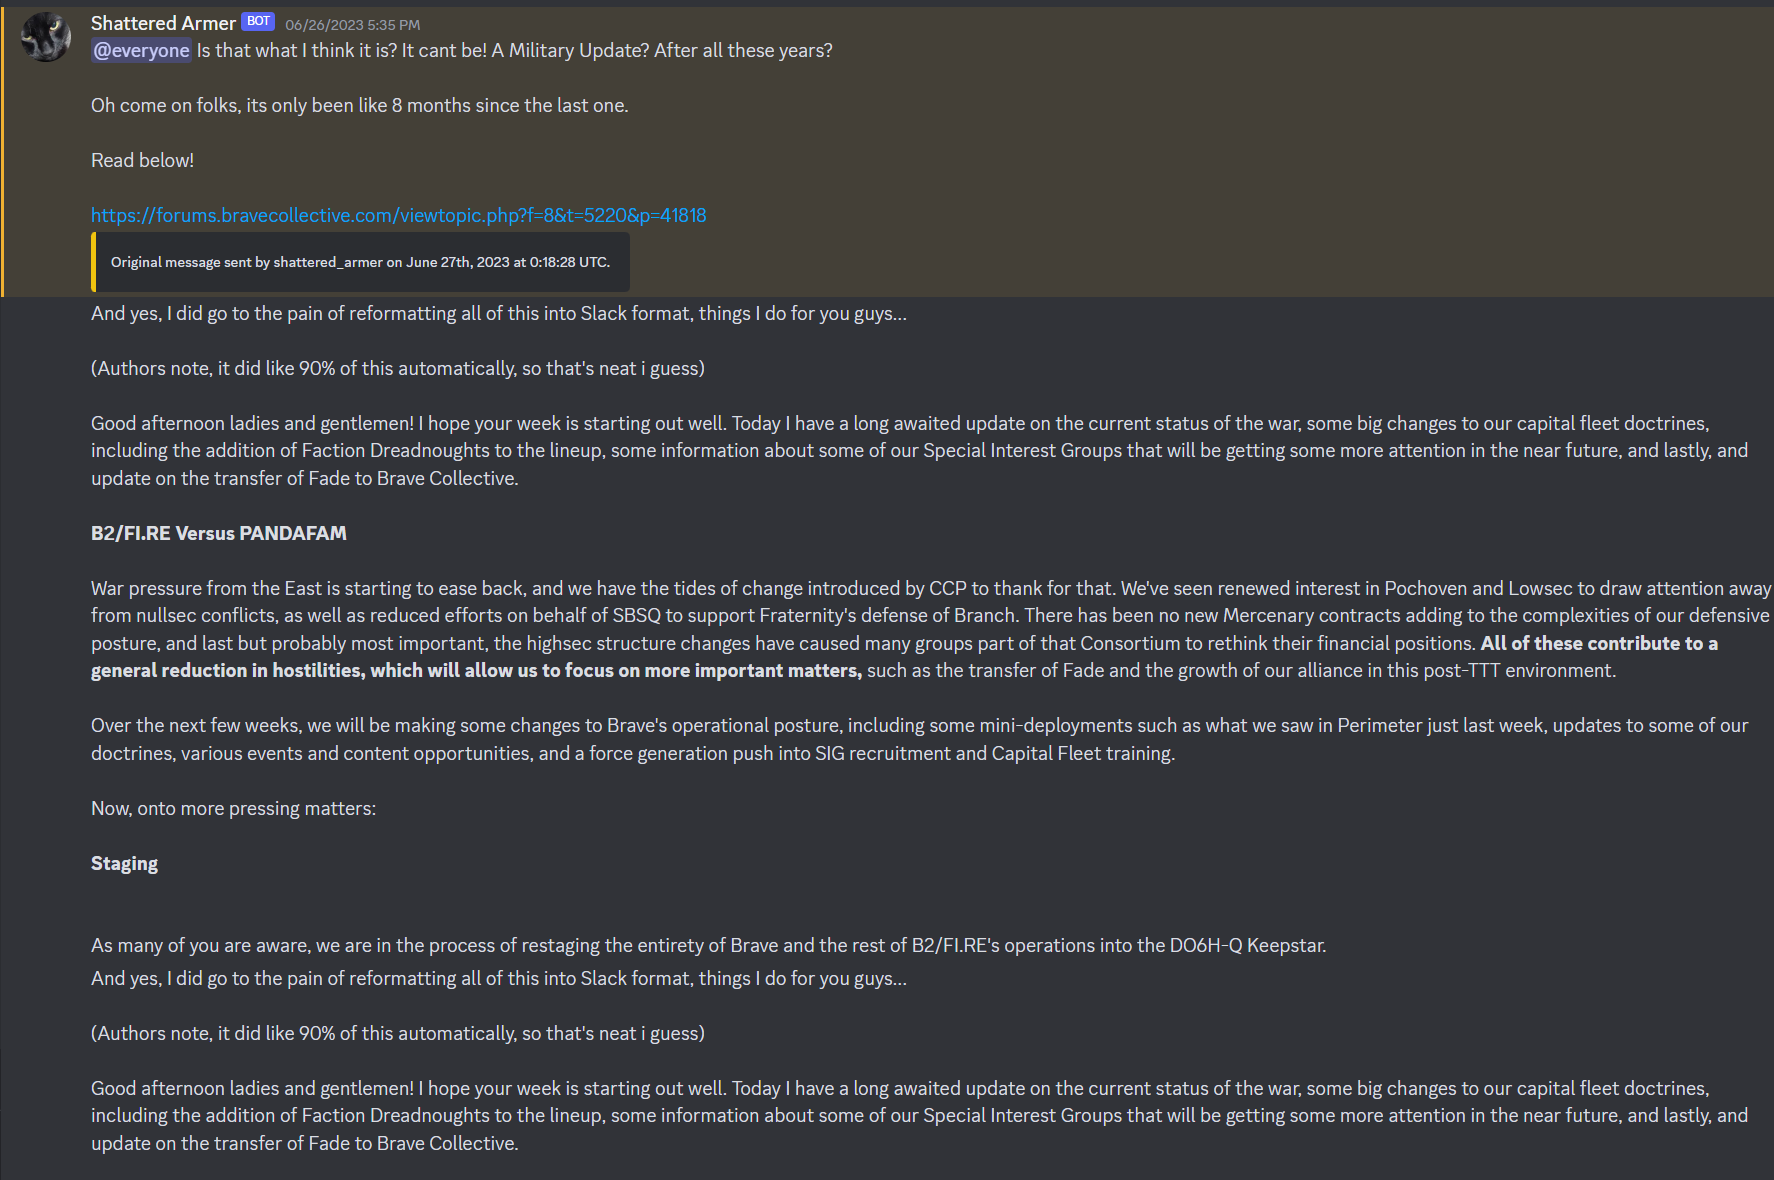 Shattered Armer BOT 06/26/2023 5:35 PM
@everyone Is that what I think it is? It cant be! A Military Update? After all these years?
Oh come on folks, its only been like 8 months since the last one.
Read below!
https://forums.bravecollective.com/viewtopic.php?f=8&t=5220&p=41818
Original message sent by shattered_armer on June 27th, 2023 at 0:18:28 UTC.
And yes, I did go to the pain of reformatting all of this into Slack format, things I do for you guys...
(Authors note, it did like 90% of this automatically, so that's neat i guess)
Good afternoon ladies and gentlemen! I hope your week is starting out well. Today I have a long awaited update on the current status of the war, some big changes to our capital fleet doctrines,
including the addition of Faction Dreadnoughts to the lineup, some information about some of our Special Interest Groups that will be getting some more attention in the near future, and lastly, and
update on the transfer of Fade to Brave Collective.
B2/FI.RE Versus PANDAFAM
War pressure from the East is starting to ease back, and we have the tides of change introduced by CCP to thank for that. We've seen renewed interest in Pochoven and Lowsec to draw attention away
from nullsec conflicts, as well as reduced efforts on behalf of SBSQ to support Fraternity's defense of Branch. There has been no new Mercenary contracts adding to the complexities of our defensive
posture, and last but probably most important, the highsec structure changes have caused many groups part of that Consortium to rethink their financial positions. All of these contribute to a
general reduction in hostilities, which will allow us to focus on more important matters, such as the transfer of Fade and the growth of our alliance in this post-TTT environment.
Over the next few weeks, we will be making some changes to Brave's operational posture, including some mini-deployments such as what we saw in Perimeter just last week, updates to some of our
doctrines, various events and content opportunities, and a force generation push into SIG recruitment and Capital Fleet training.
Now, onto more pressing matters:
Staging
As many of you are aware, we are in the process of restaging the entirety of Brave and the rest of B2/FI.RE's operations into the DO6H-Q Keepstar.
And yes, I did go to the pain of reformatting all of this into Slack format, things I do for you guys...
(Authors note, it did like 90% of this automatically, so that's neat i guess)
Good afternoon ladies and gentlemen! I hope your week is starting out well. Today I have a long awaited update on the current status of the war, some big changes to our capital fleet doctrines,
including the addition of Faction Dreadnoughts to the lineup, some information about some of our Special Interest Groups that will be getting some more attention in the near future, and lastly, and
update on the transfer of Fade to Brave Collective.